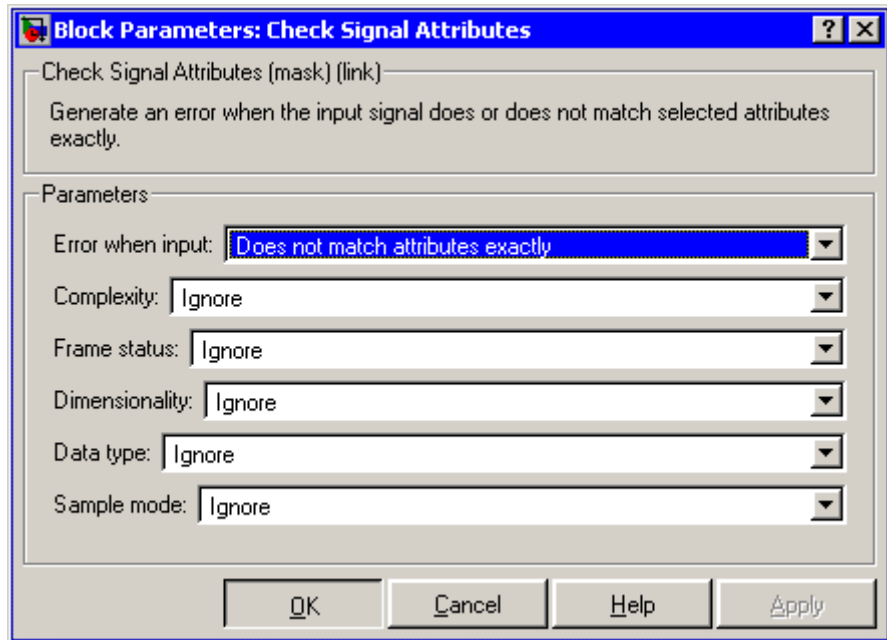 Block Parameters: Check Signal Attributes ? X
Check Signal Attributes (mask) (link)
Generate an error when the input signal does or does not match selected attributes
exactly.
Parameters
Error when input: Does not match attributes exactly
Complexity: Ignore
Frame status: Ignore
Dimensionality: Ignore
Data type: Ignore
Sample mode: Ignore
OK Cancel Help Apply